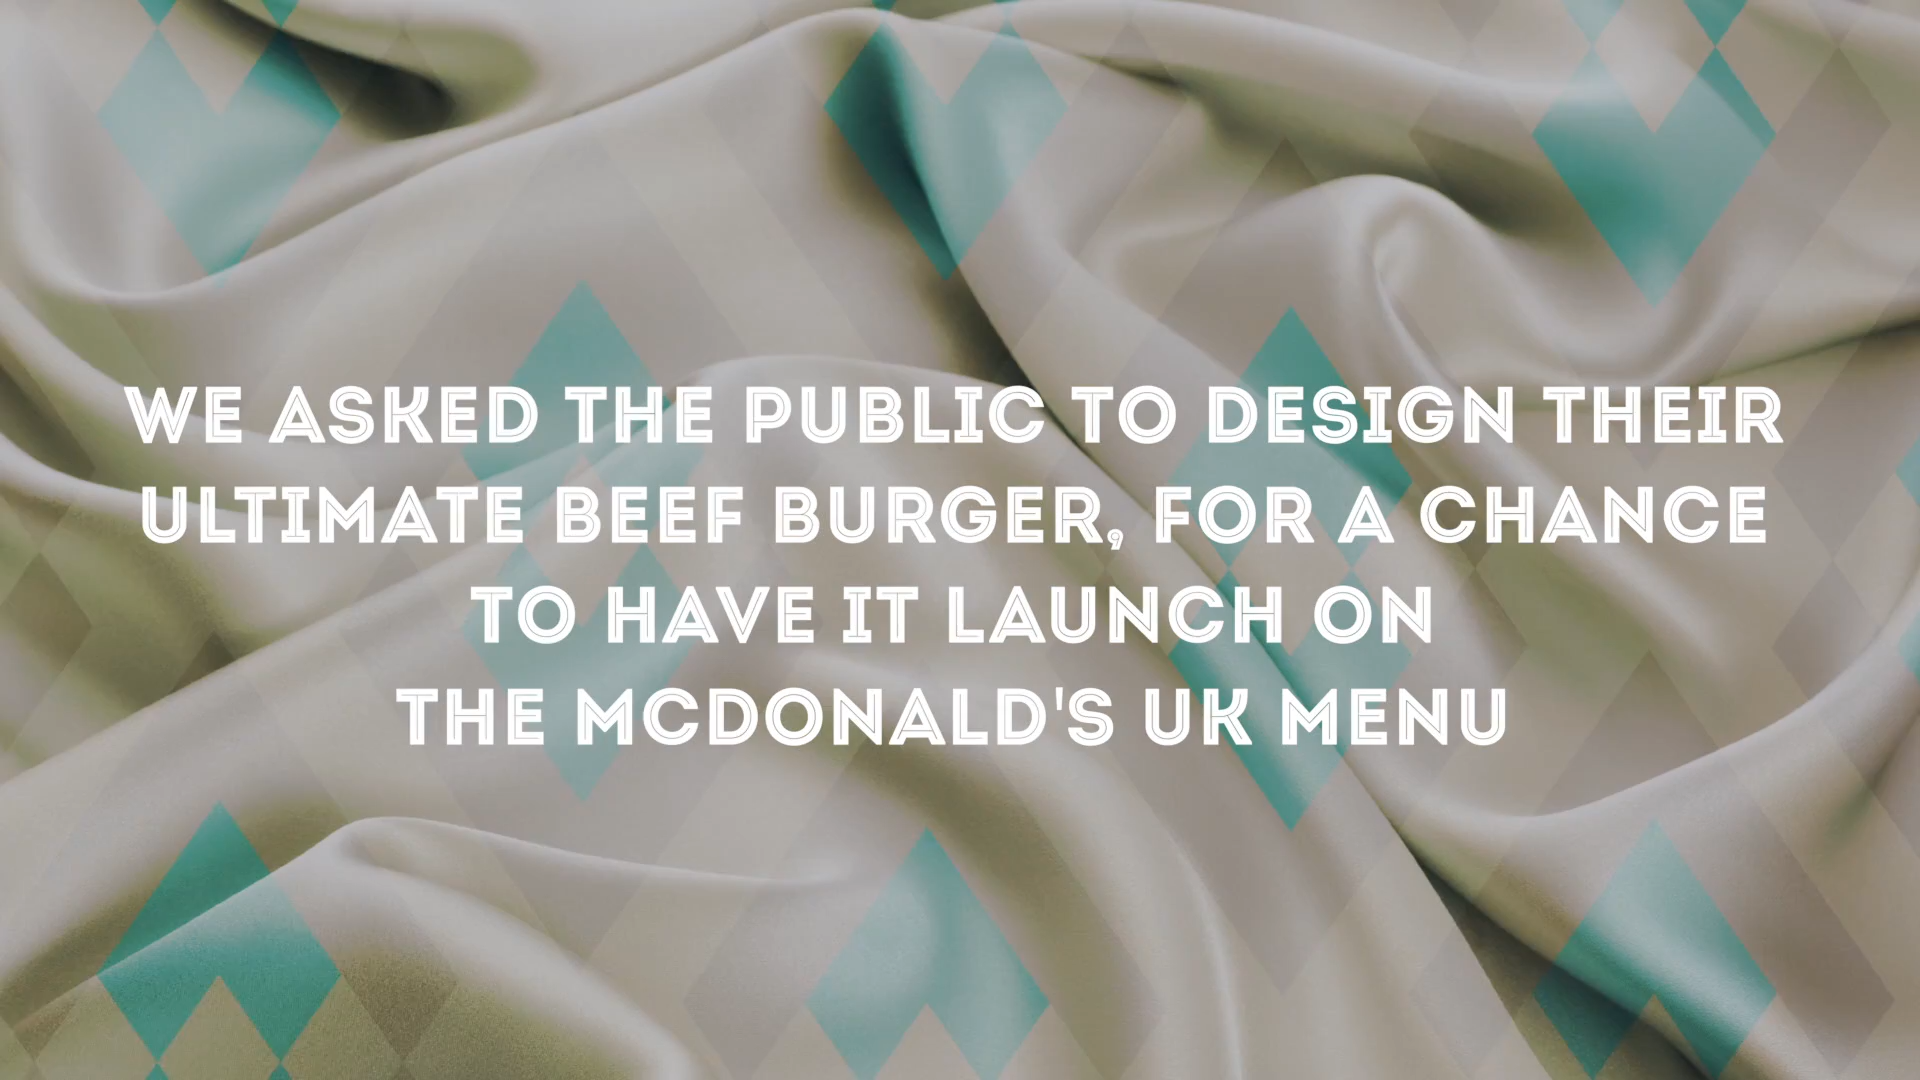 WE ASKED THE PUBLIC TO DESIGN THEIR
ULTIMATE BEEF BURGER, FOR A CHANCE
TO HAVE IT LAUNCH ON
THE MCDONALD'S UK MENU